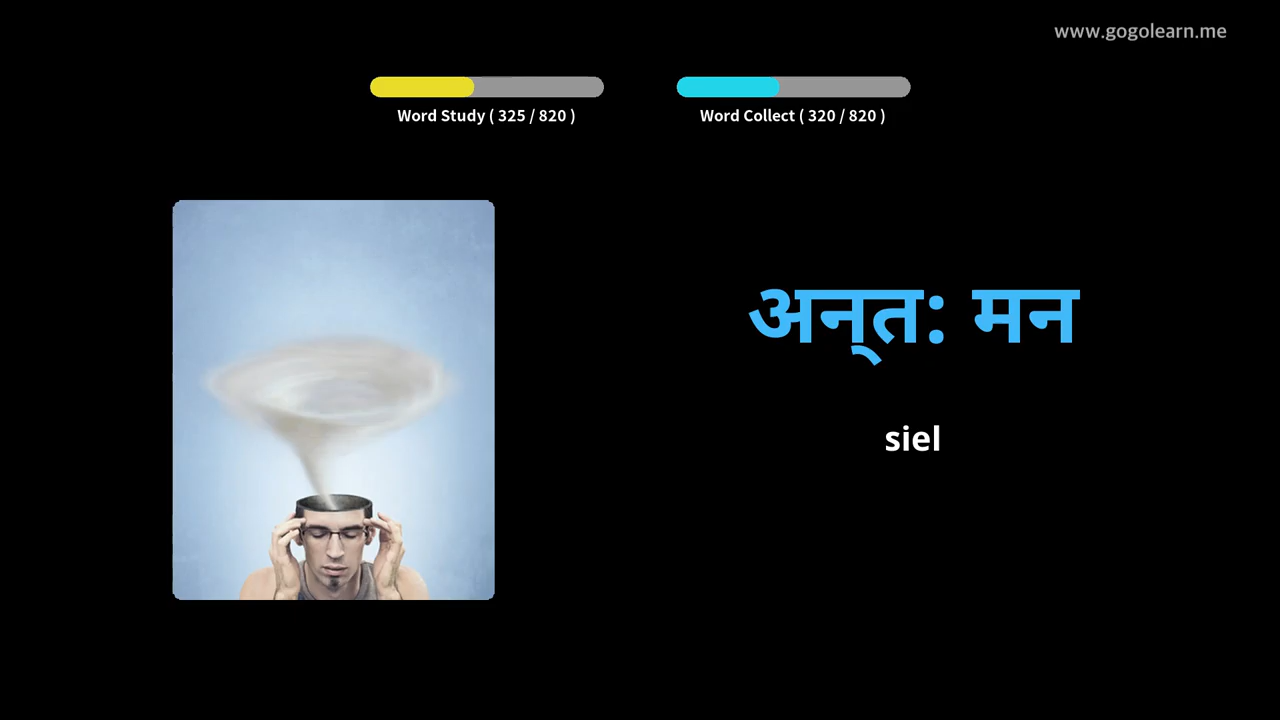 www.gogolearn.me
Word Study ( 325 / 820 )
Word Collect ( 320 / 820 )
अन्‌त: मन
siel